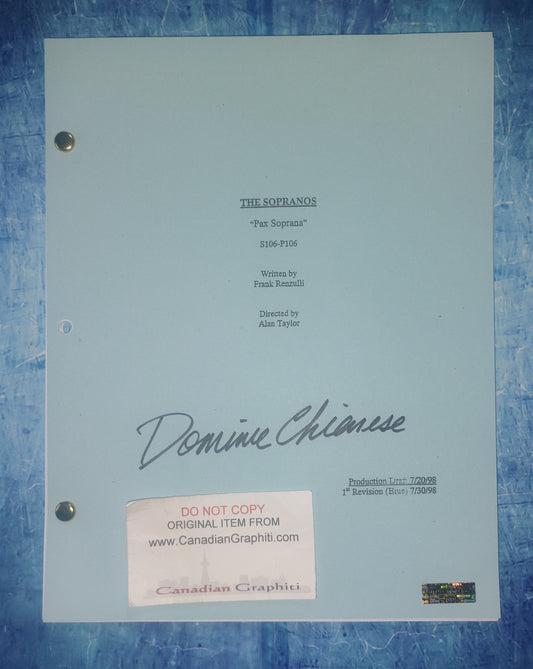 THE SOPRANOS
"Pax Soprana"
S106-P106
Written by
Frank Renzulli
Directed by
Alan Taylor
Dominic Chianese
Production Draft 7/20/98
1st Revision (Blue) 7/30/98
DO NOT COPY
ORIGINAL ITEM FROM
www.CanadianGraphiti.com
Canadian Graphiti